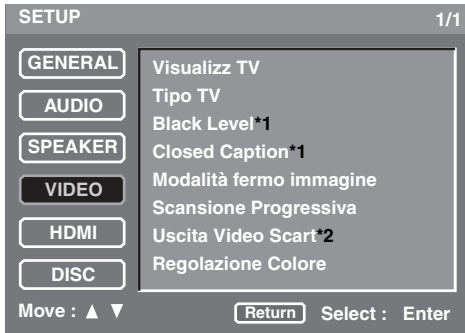 SETUP 1/1
GENERAL
AUDIO
SPEAKER
VIDEO
HDMI
DISC
Visualizz TV
Tipo TV
Black Level*1
Closed Caption*1
Modalità fermo immagine
Scansione Progressiva
Uscita Video Scart*2
Regolazione Colore
Move : ▲ ▼ Return Select : Enter